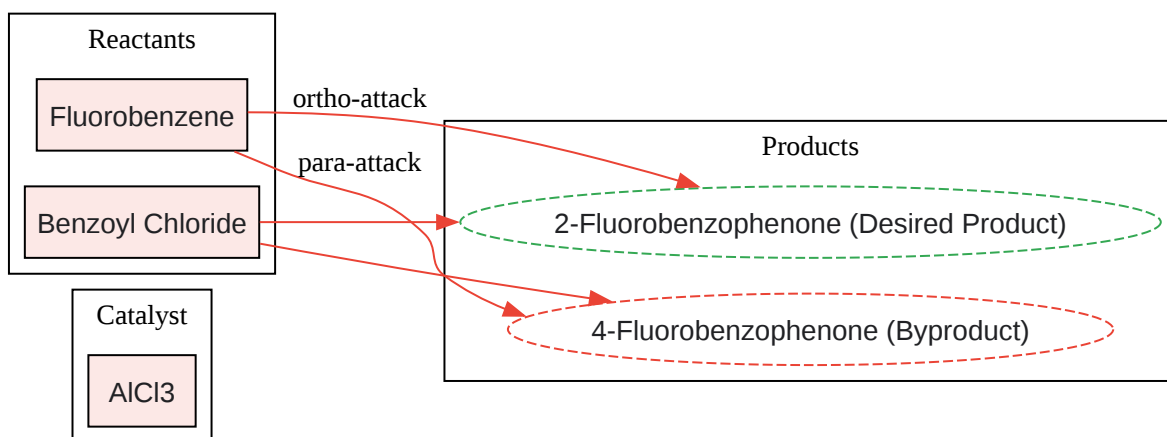 Reactants
Fluorobenzene
Benzoyl Chloride
Catalyst
AlCl3
ortho-attack
para-attack
Products
2-Fluorobenzophenone (Desired Product)
4-Fluorobenzophenone (Byproduct)